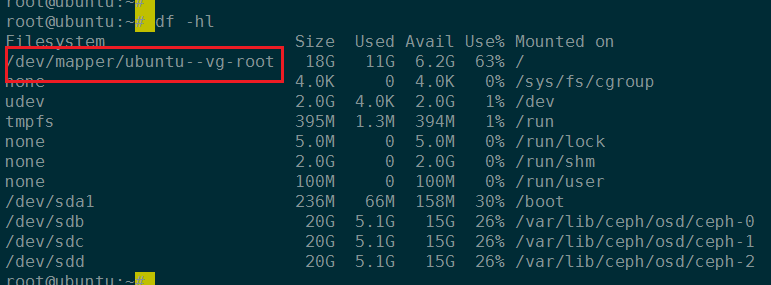 root@ubuntu:~#
root@ubuntu:~# df -hl
Filesystem                   Size  Used Avail Use% Mounted on
/dev/mapper/ubuntu--vg-root   18G   11G  6.2G  63% /
none                         4.0K     0  4.0K   0% /sys/fs/cgroup
udev                         2.0G  4.0K  2.0G   1% /dev
tmpfs                        395M  1.3M  394M   1% /run
none                         5.0M     0  5.0M   0% /run/lock
none                         2.0G     0  2.0G   0% /run/shm
none                         100M     0  100M   0% /run/user
/dev/sda1                    236M   66M  158M  30% /boot
/dev/sdb                      20G  5.1G   15G  26% /var/lib/ceph/osd/ceph-0
/dev/sdc                      20G  5.1G   15G  26% /var/lib/ceph/osd/ceph-1
/dev/sdd                      20G  5.1G   15G  26% /var/lib/ceph/osd/ceph-2
root@ubuntu:~#